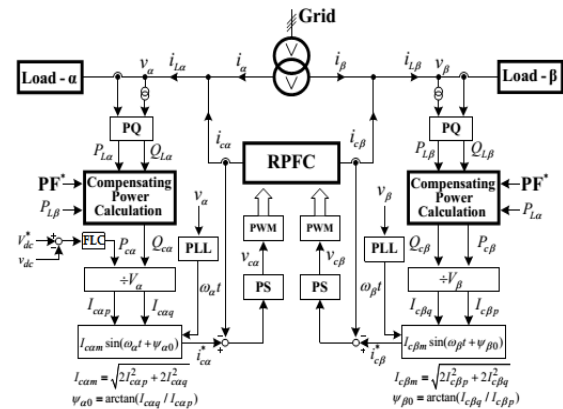 Grid
v_α i_Lα i_α V i_β i_Lβ v_β
Load - α V Load - β
PQ PQ
i_cα i_cβ
P_Lα Q_Lα RPFC P_Lβ Q_Lβ
PF* Compensating Power Calculation v_α v_β Compensating Power Calculation PF*
P_Lβ P_Lα
V*_dc FLC P_cα Q_cα PLL PWM PWM PLL Q_cβ P_cβ
v_dc v_cα v_cβ
÷V_α ω_αt PS PS ω_βt ÷V_β
I_cαp I_cαq I_cβq I_cβp
I_cαm sin(ω_αt + ψ_α0) i*_cα i*_cβ I_cβm sin(ω_βt + ψ_β0)
I_cαm = √(2I²_cαp + 2I²_cαq) I_cβm = √(2I²_cβp + 2I²_cβq)
ψ_α0 = arctan(I_cαq / I_cαp) ψ_β0 = arctan(I_cβq / I_cβp)